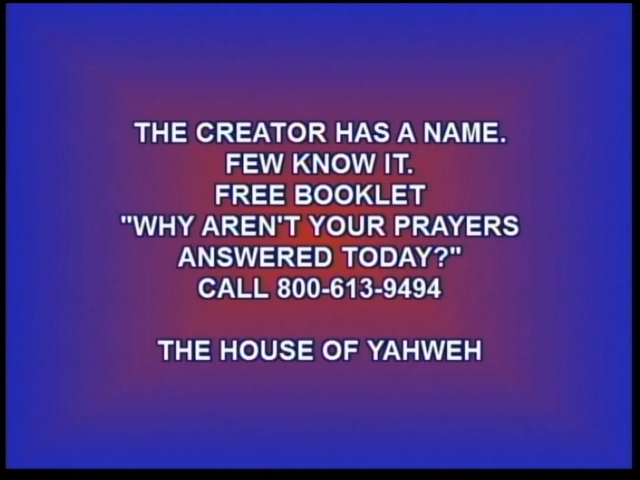 THE CREATOR HAS A NAME.
FEW KNOW IT.
FREE BOOKLET
"WHY AREN'T YOUR PRAYERS
ANSWERED TODAY?"
CALL 800-613-9494
THE HOUSE OF YAHWEH